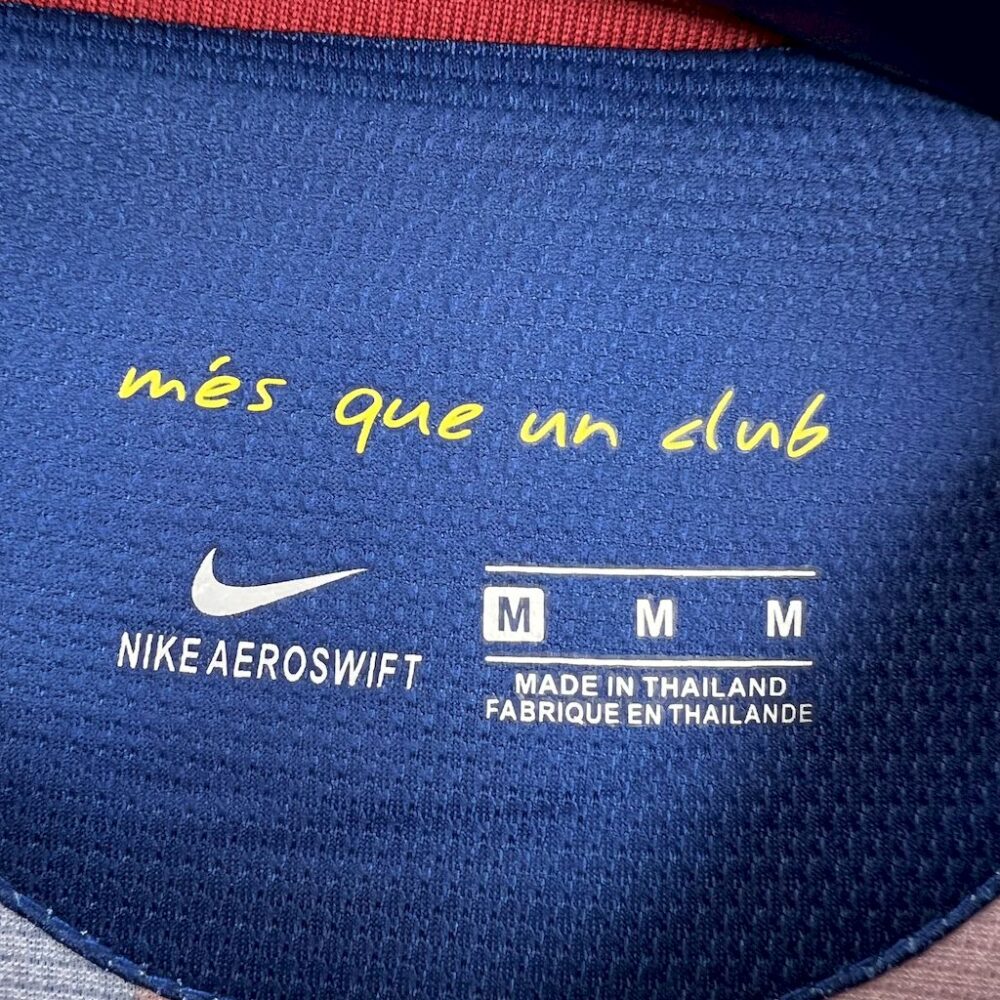 més que un club
NIKE AEROSWIFT
M M M
MADE IN THAILAND
FABRIQUE EN THAILANDE